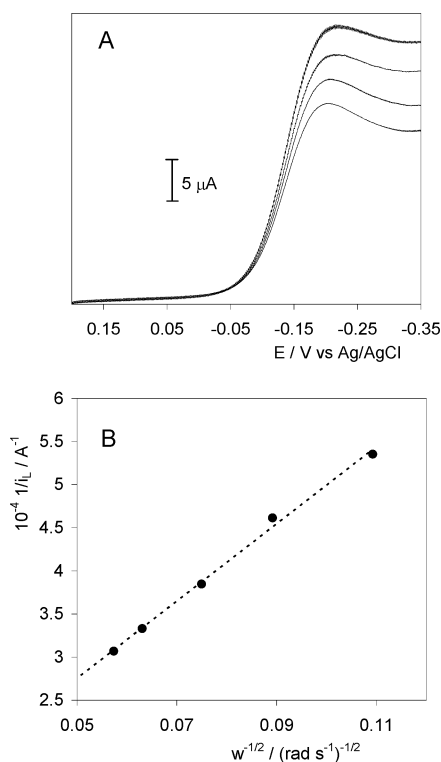 A
5 μA
0.15 0.05 -0.05 -0.15 -0.25 -0.35
E / V vs Ag/AgCl
B
10⁻⁴ 1/iL / A⁻¹
6
5.5
5
4.5
4
3.5
3
2.5
0.05 0.07 0.09 0.11
w⁻¹/² / (rad s⁻¹)⁻¹/²